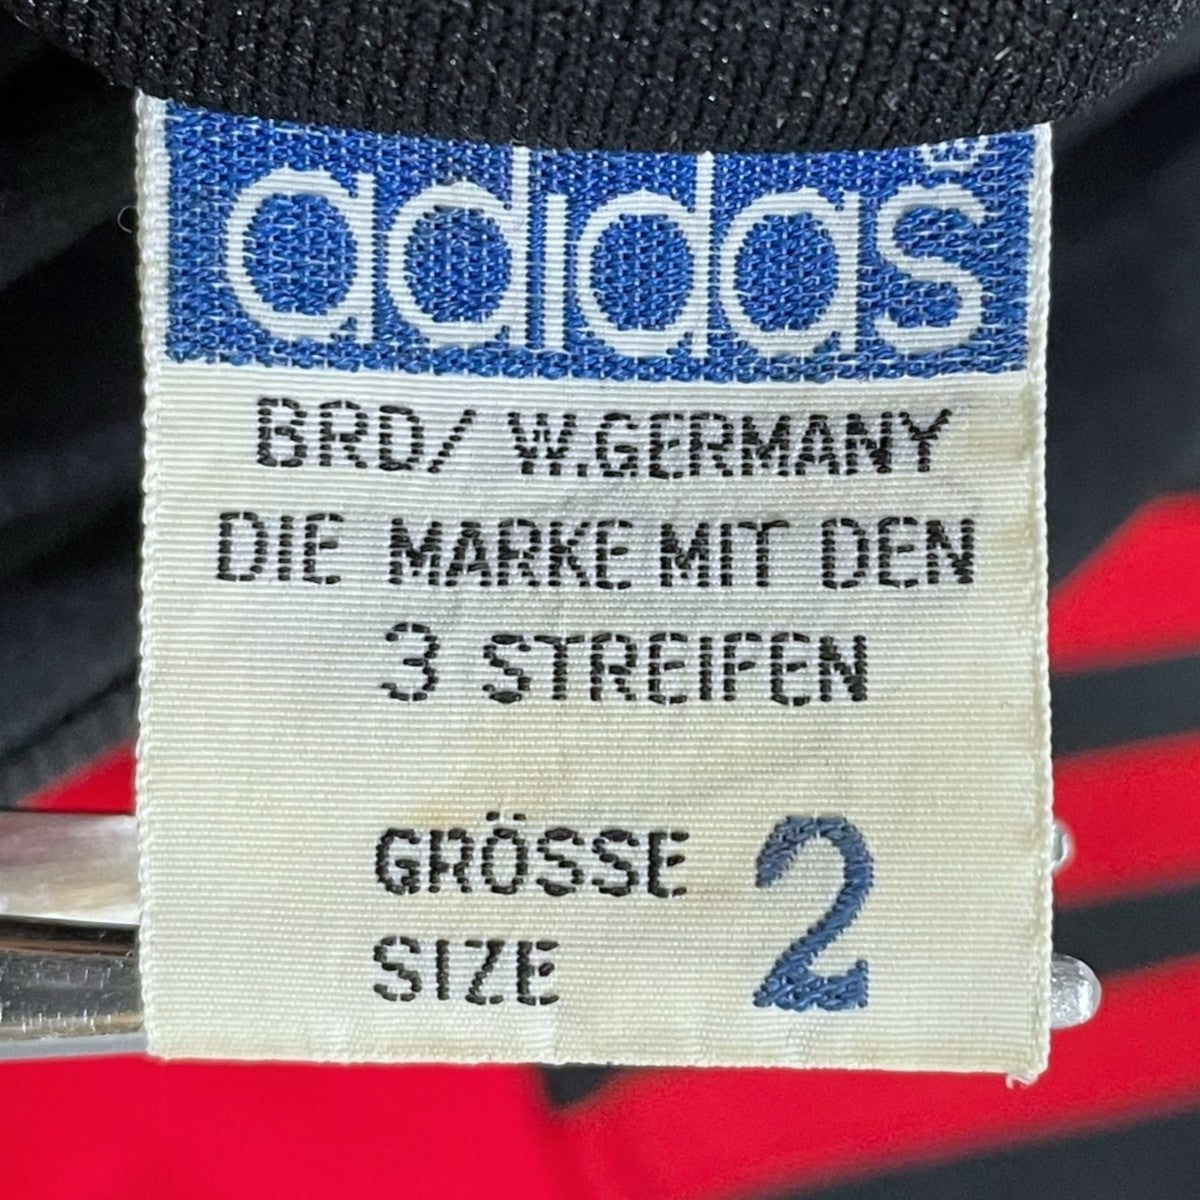 adidas®
BRD/ W.GERMANY
DIE MARKE MIT DEN
3 STREIFEN
GRÖSSE 2
SIZE